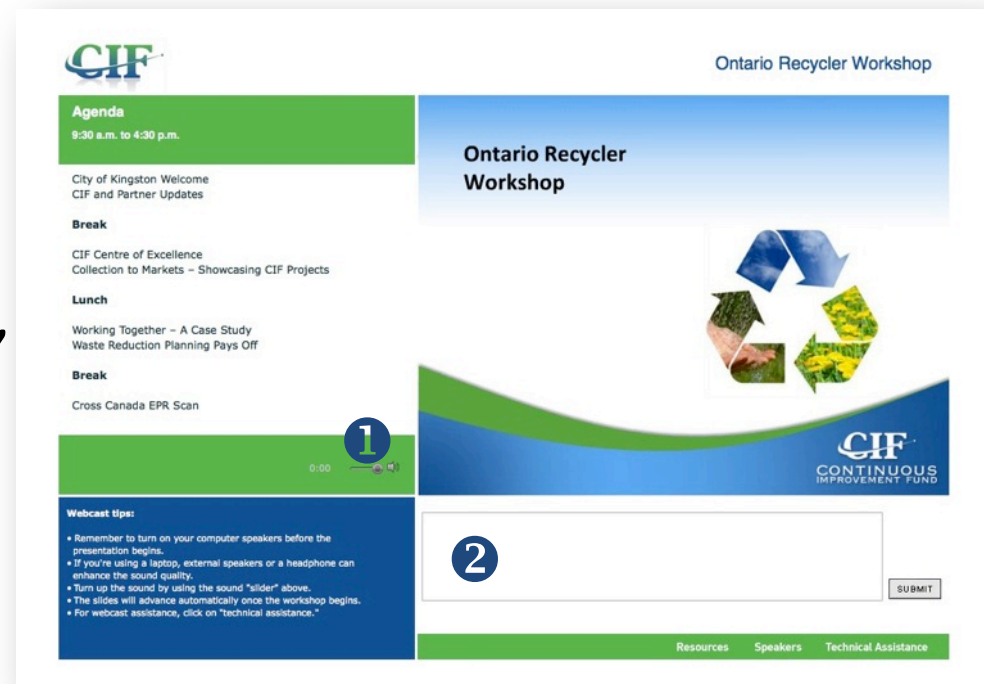 CIF
Ontario Recycler Workshop
Agenda
9:30 a.m. to 4:30 p.m.
City of Kingston Welcome
CIF and Partner Updates
Break
CIF Centre of Excellence
Collection to Markets – Showcasing CIF Projects
Lunch
Working Together – A Case Study
Waste Reduction Planning Pays Off
Break
Cross Canada EPR Scan
1
0:00
Webcast tips:
• Remember to turn on your computer speakers before the
presentation begins.
• If you're using a laptop, external speakers or a headphone can
enhance the sound quality.
• Turn up the sound by using the sound "slider" above.
• The slides will advance automatically once the workshop begins.
• For webcast assistance, click on "technical assistance."
Ontario Recycler
Workshop
CIF
CONTINUOUS
IMPROVEMENT FUND
2
SUBMIT
Resources Speakers Technical Assistance